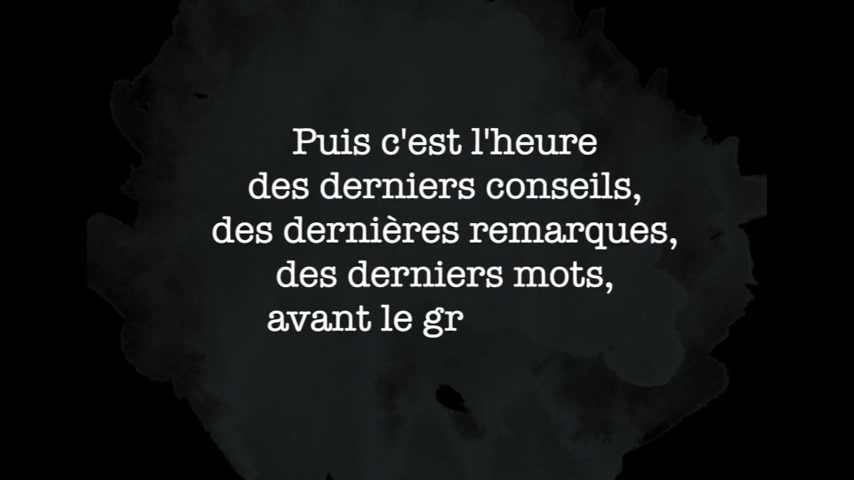 Puis c'est l'heure
des derniers conseils,
des dernières remarques,
des derniers mots,
avant le gr